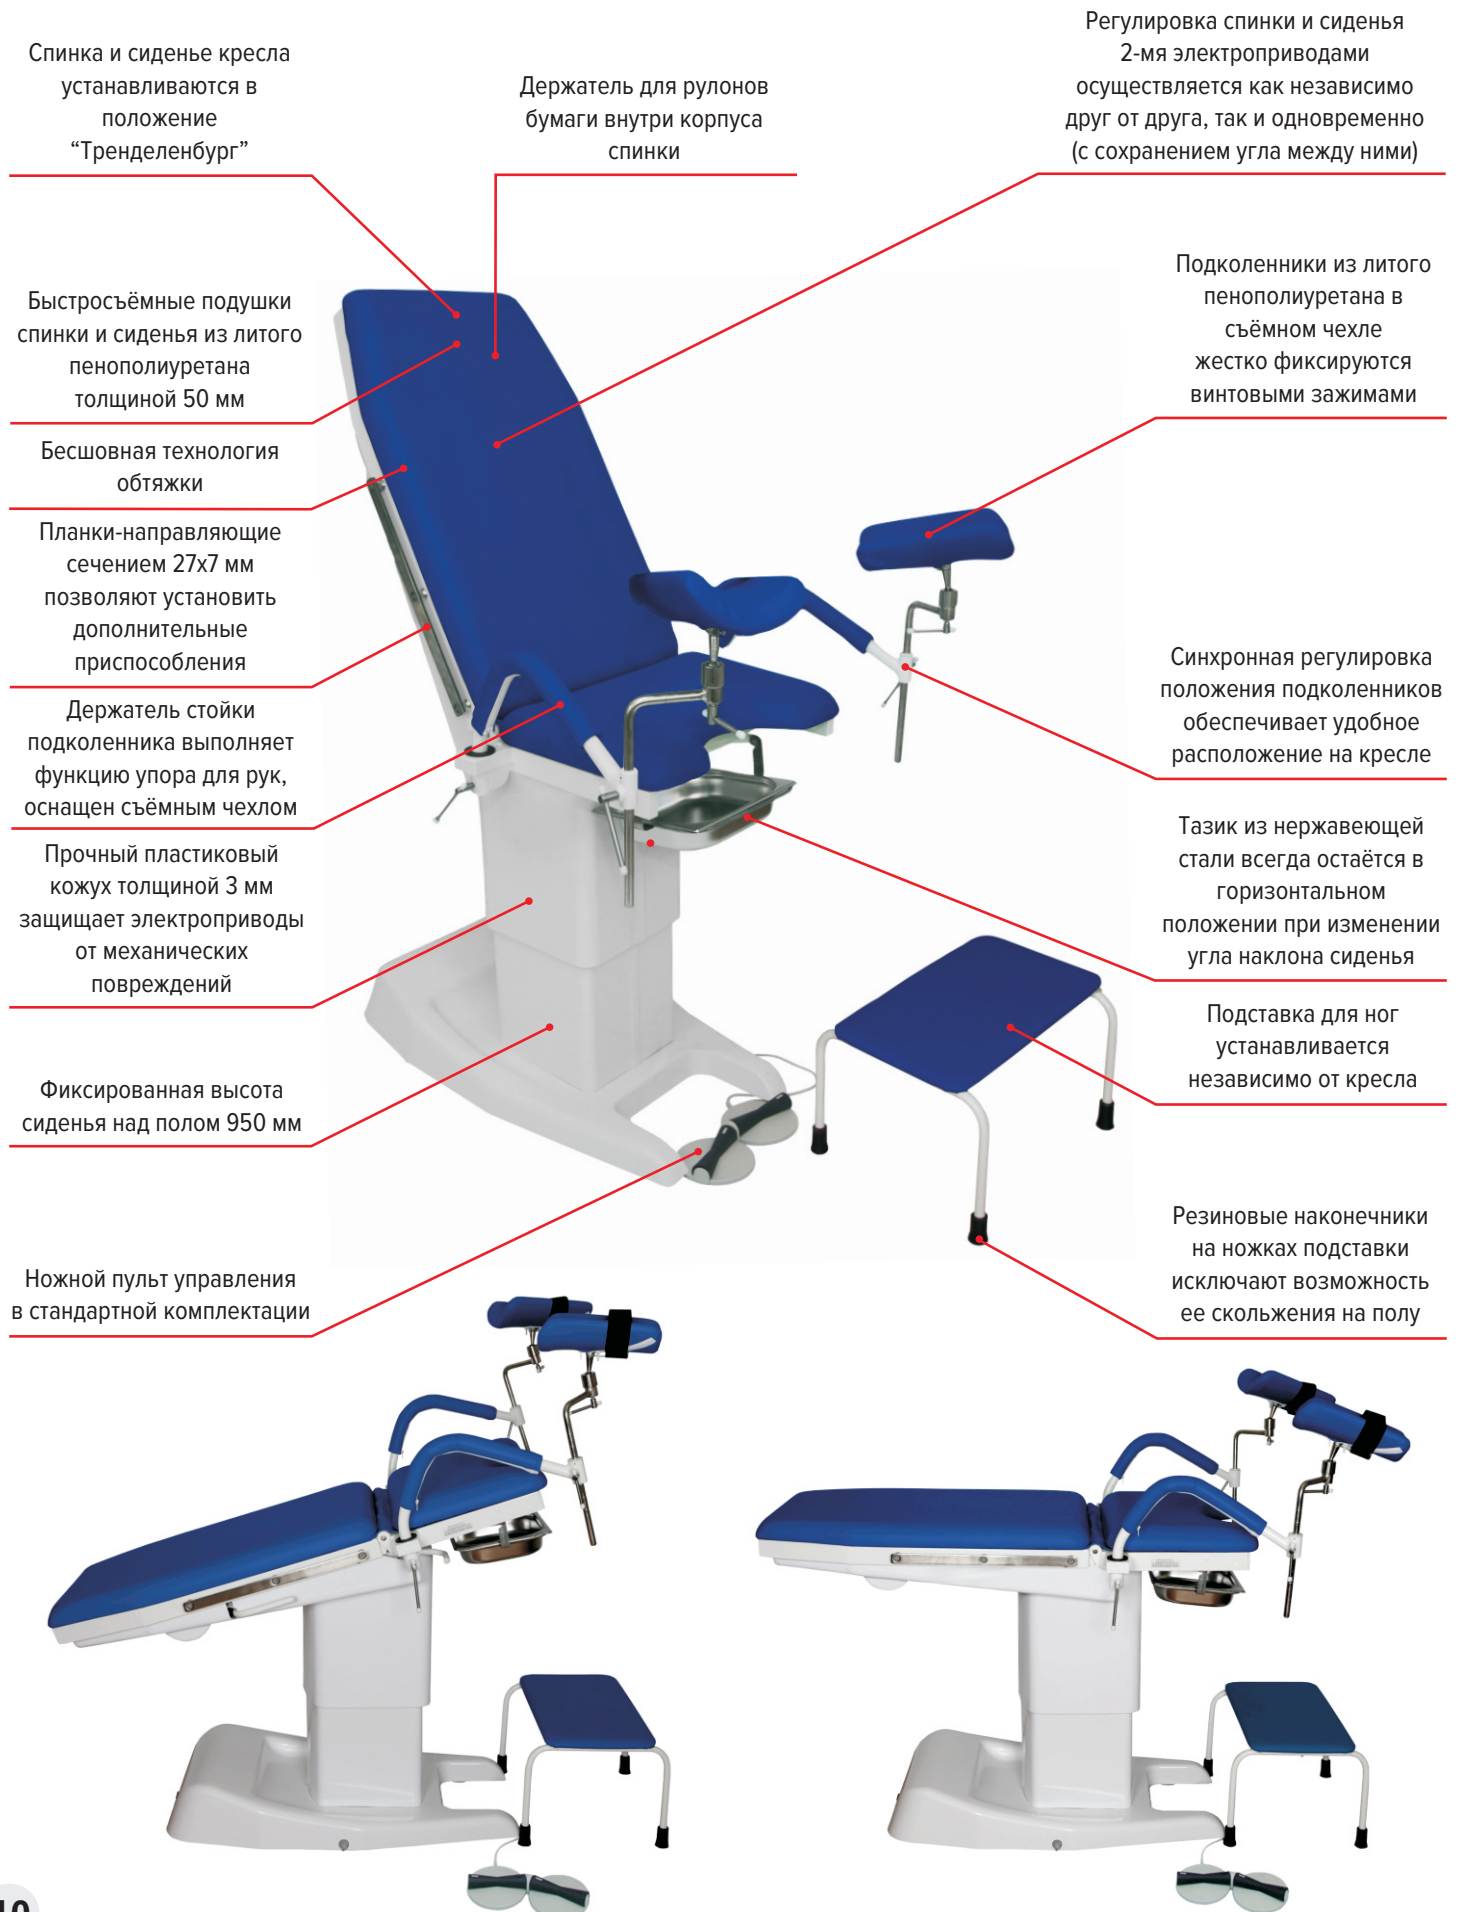 Спинка и сиденье кресла
устанавливаются в
положение
“Тренделенбург”
Держатель для рулонов
бумаги внутри корпуса
спинки
Регулировка спинки и сиденья
2-мя электроприводами
осуществляется как независимо
друг от друга, так и одновременно
(с сохранением угла между ними)
Быстросъёмные подушки
спинки и сиденья из литого
пенополиуретана
толщиной 50 мм
Бесшовная технология
обтяжки
Планки-направляющие
сечением 27х7 мм
позволяют установить
дополнительные
приспособления
Держатель стойки
подколенника выполняет
функцию упора для рук,
оснащен съёмным чехлом
Прочный пластиковый
кожух толщиной 3 мм
защищает электроприводы
от механических
повреждений
Фиксированная высота
сиденья над полом 950 мм
Ножной пульт управления
в стандартной комплектации
Подколенники из литого
пенополиуретана в
съёмном чехле
жестко фиксируются
винтовыми зажимами
Синхронная регулировка
положения подколенников
обеспечивает удобное
расположение на кресле
Тазик из нержавеющей
стали всегда остаётся в
горизонтальном
положении при изменении
угла наклона сиденья
Подставка для ног
устанавливается
независимо от кресла
Резиновые наконечники
на ножках подставки
исключают возможность
ее скольжения на полу